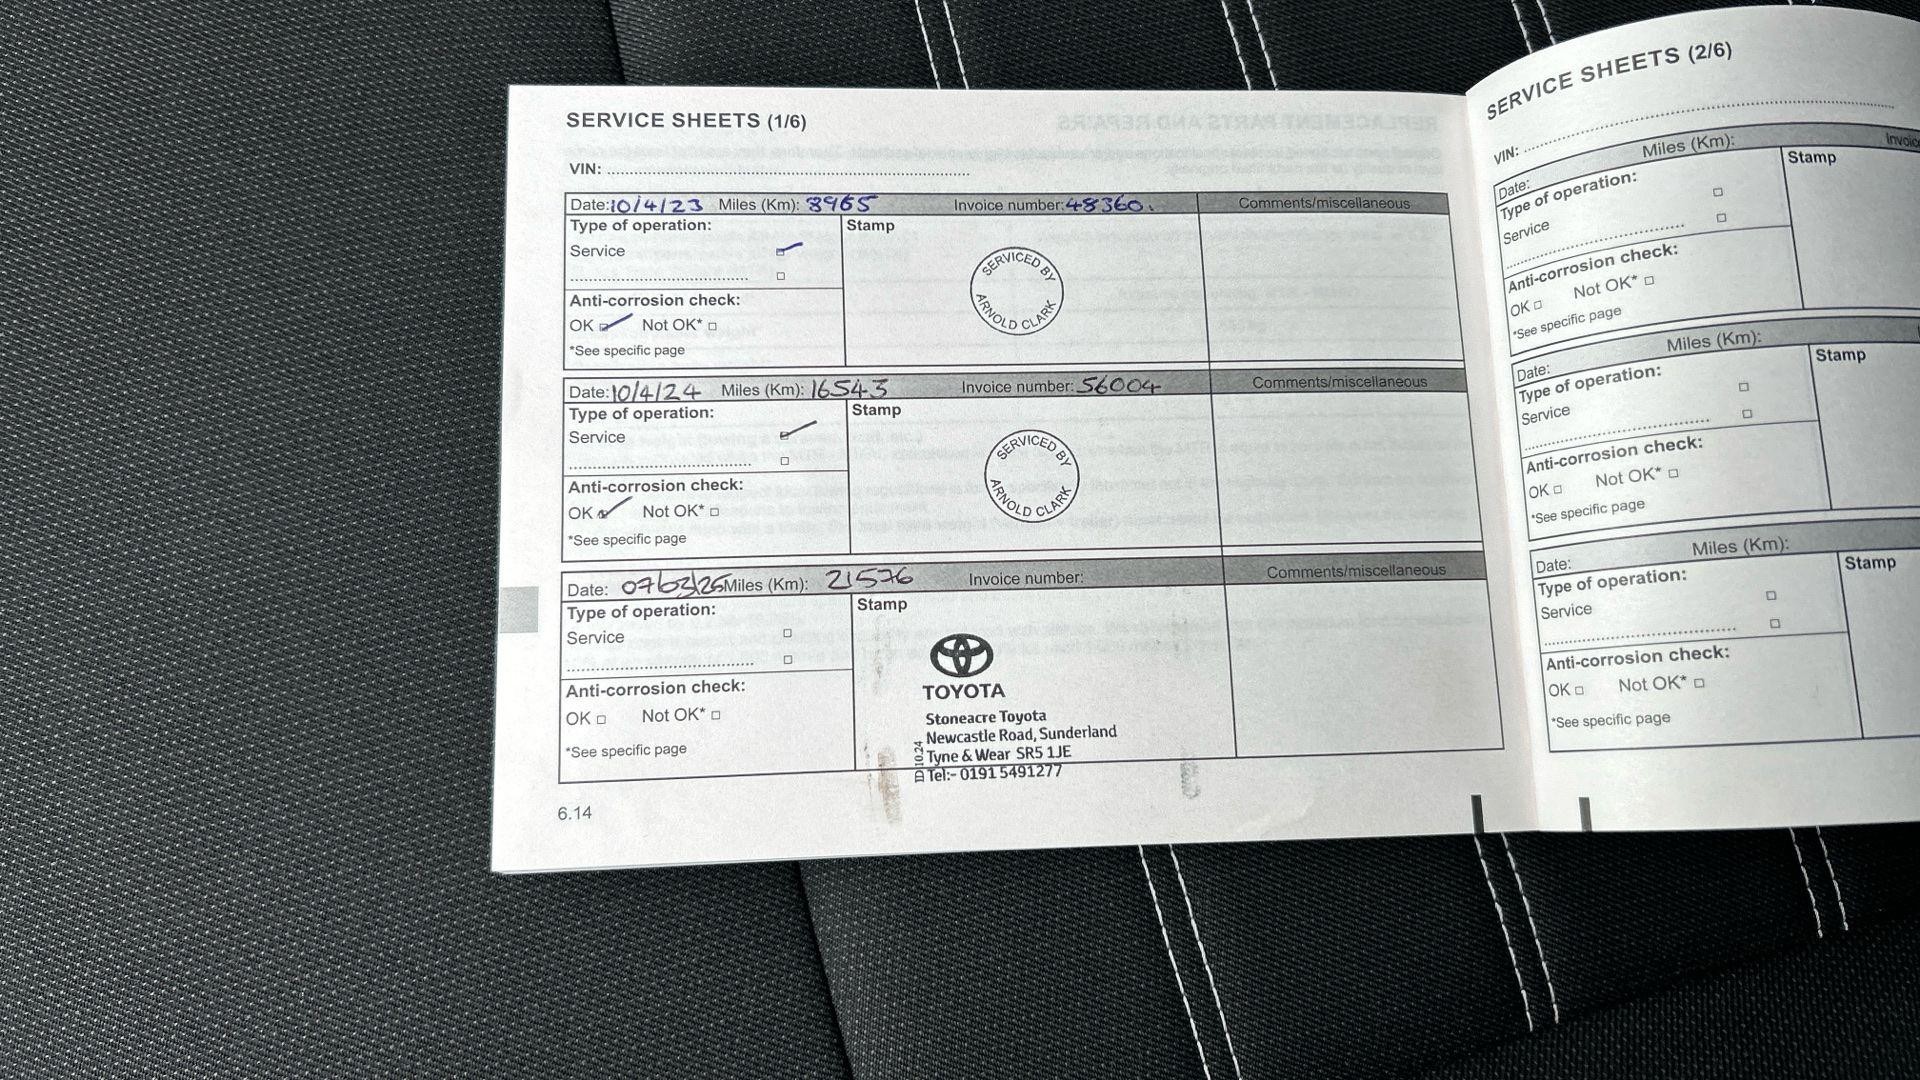 SERVICE SHEETS (1/6)
VIN:
Date: 10/4/23 Miles (Km): 8965 Invoice number: 48360. Comments/miscellaneous
Type of operation: Stamp
Service
SERVICED BY
ARNOLD CLARK
Anti-corrosion check:
OK Not OK*
*See specific page
Date: 10/4/24 Miles (Km): 16543 Invoice number: 56004 Comments/miscellaneous
Type of operation: Stamp
Service
SERVICED BY
ARNOLD CLARK
Anti-corrosion check:
OK Not OK*
*See specific page
Date: 07/03/25 Miles (Km): 21576 Invoice number: Comments/miscellaneous
Type of operation: Stamp
Service
Anti-corrosion check:
OK Not OK*
*See specific page
TOYOTA
Stoneacre Toyota
Newcastle Road, Sunderland
Tyne & Wear SR5 1JE
Tel:- 0191 5491277
6.14
SERVICE SHEETS (2/6)
VIN:
Date: Miles (Km):
Type of operation: Stamp
Service
Anti-corrosion check:
OK Not OK*
*See specific page
Date: Miles (Km):
Type of operation: Stamp
Service
Anti-corrosion check:
OK Not OK*
*See specific page
Date: Miles (Km):
Type of operation: Stamp
Service
Anti-corrosion check:
OK Not OK*
*See specific page